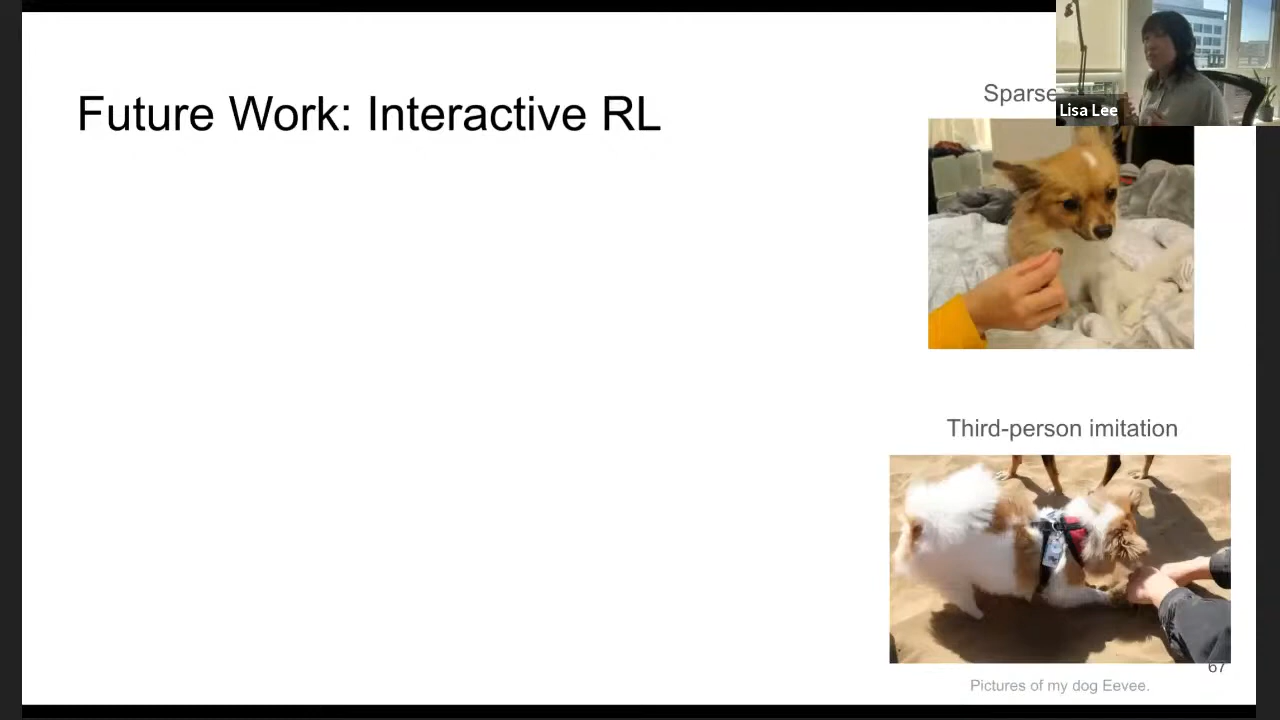 Future Work: Interactive RL
Sparse
Lisa Lee
Third-person imitation
67
Pictures of my dog Eevee.